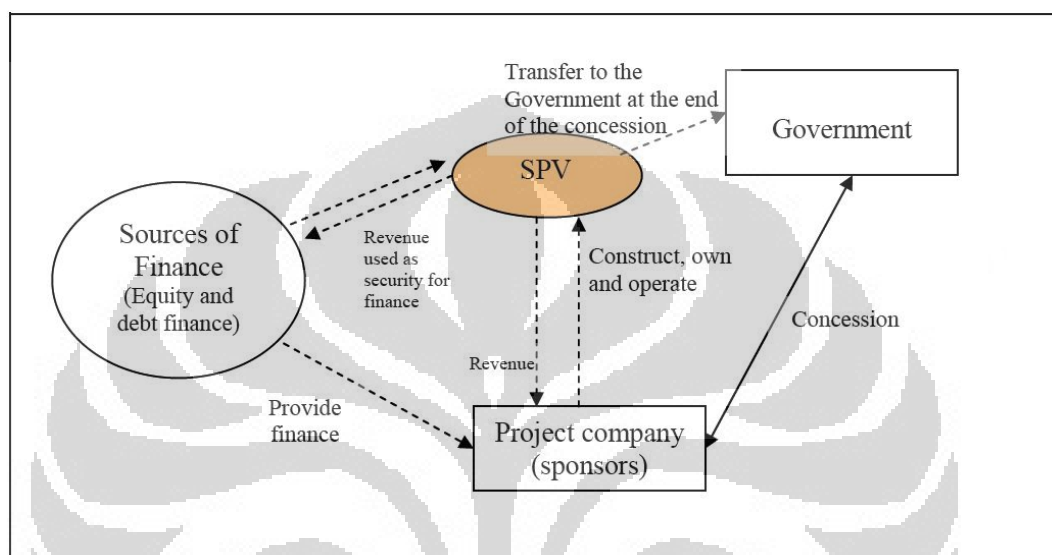 Transfer to the
Government at the end
of the concession
Government
SPV
Sources of
Finance
(Equity and
debt finance)
Revenue
used as
security for
finance
Construct, own
and operate
Concession
Revenue
Provide
finance
Project company
(sponsors)